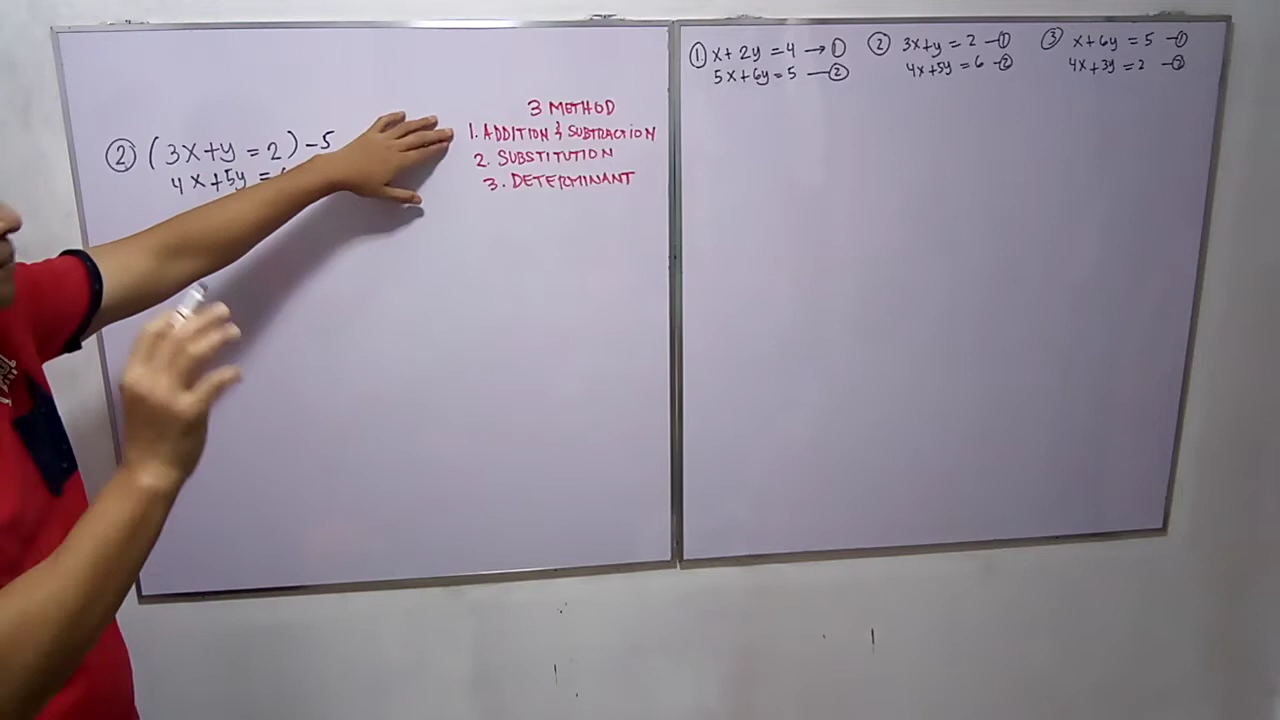 ② (3x+y = 2) -5
4x+5y =
3 METHOD
1. ADDITION & SUBTRACTION
2. SUBSTITUTION
3. DETERMINANT
① x + 2y = 4 → ①
5x+6y = 5 — ②
② 3x+y = 2 — ①
4x+5y = 6 — ②
③ x+6y = 5 — ①
4x+3y = 2 — ②